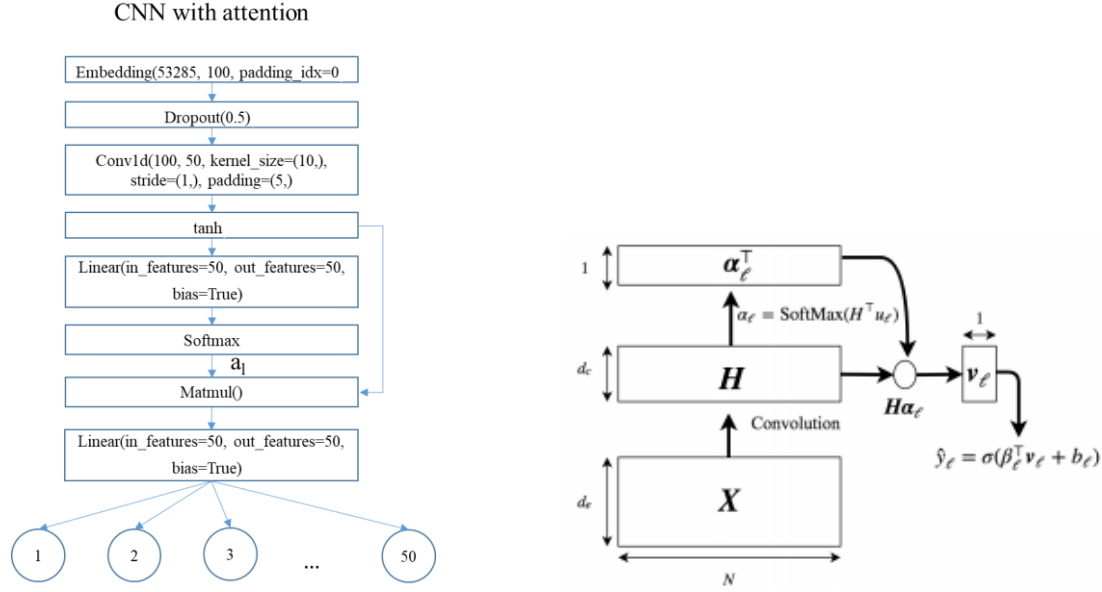 CNN with attention
Embedding(53285, 100, padding_idx=0
Dropout(0.5)
Conv1d(100, 50, kernel_size=(10,),
stride=(1,), padding=(5,)
tanh
Linear(in_features=50, out_features=50,
bias=True)
Softmax
a_l
Matmul()
Linear(in_features=50, out_features=50,
bias=True)
1
2
3
...
50
1
α_ℓ^⊤
a_ℓ = SoftMax(H^⊤u_ℓ)
1
d_c
H
v_ℓ
Hα_ℓ
Convolution
ŷ_ℓ = σ(β_ℓ^⊤v_ℓ + b_ℓ)
d_e
X
N